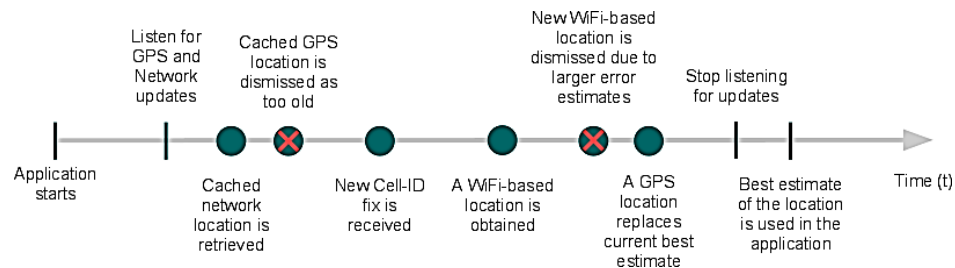 Application
starts
Listen for
GPS and
Network
updates
Cached
network
location is
retrieved
Cached GPS
location is
dismissed as
too old
New Cell-ID
fix is
received
A WiFi-based
location is
obtained
New WiFi-based
location is
dismissed due to
larger error
estimates
A GPS
location
replaces
current best
estimate
Stop listening
for updates
Best estimate
of the location
is used in the
application
Time (t)